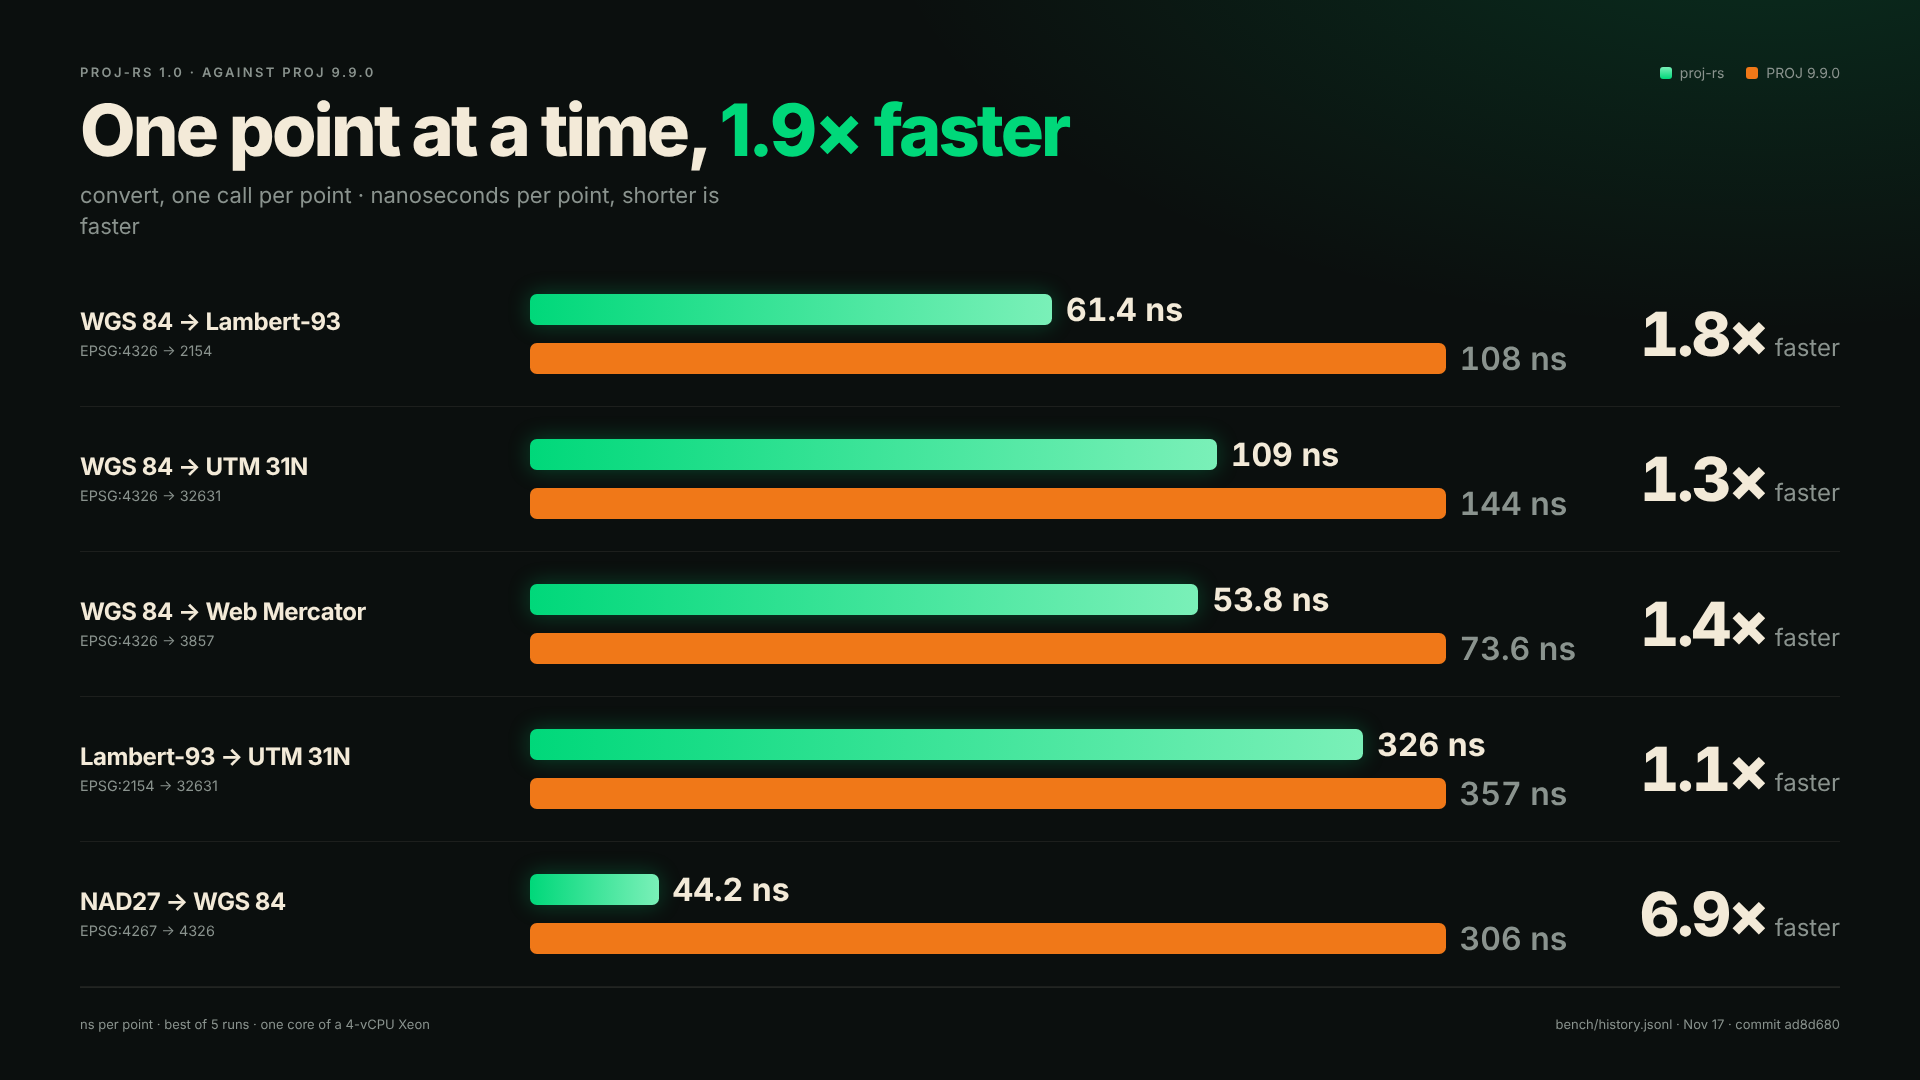 PROJ-RS 1.0 · AGAINST PROJ 9.9.0
proj-rs
PROJ 9.9.0
One point at a time, 1.9× faster
convert, one call per point · nanoseconds per point, shorter is
faster
WGS 84 → Lambert-93
EPSG:4326 → 2154
61.4 ns
108 ns
1.8× faster
WGS 84 → UTM 31N
EPSG:4326 → 32631
109 ns
144 ns
1.3× faster
WGS 84 → Web Mercator
EPSG:4326 → 3857
53.8 ns
73.6 ns
1.4× faster
Lambert-93 → UTM 31N
EPSG:2154 → 32631
326 ns
357 ns
1.1× faster
NAD27 → WGS 84
EPSG:4267 → 4326
44.2 ns
306 ns
6.9× faster
ns per point · best of 5 runs · one core of a 4-vCPU Xeon
bench/history.jsonl · Nov 17 · commit ad8d680